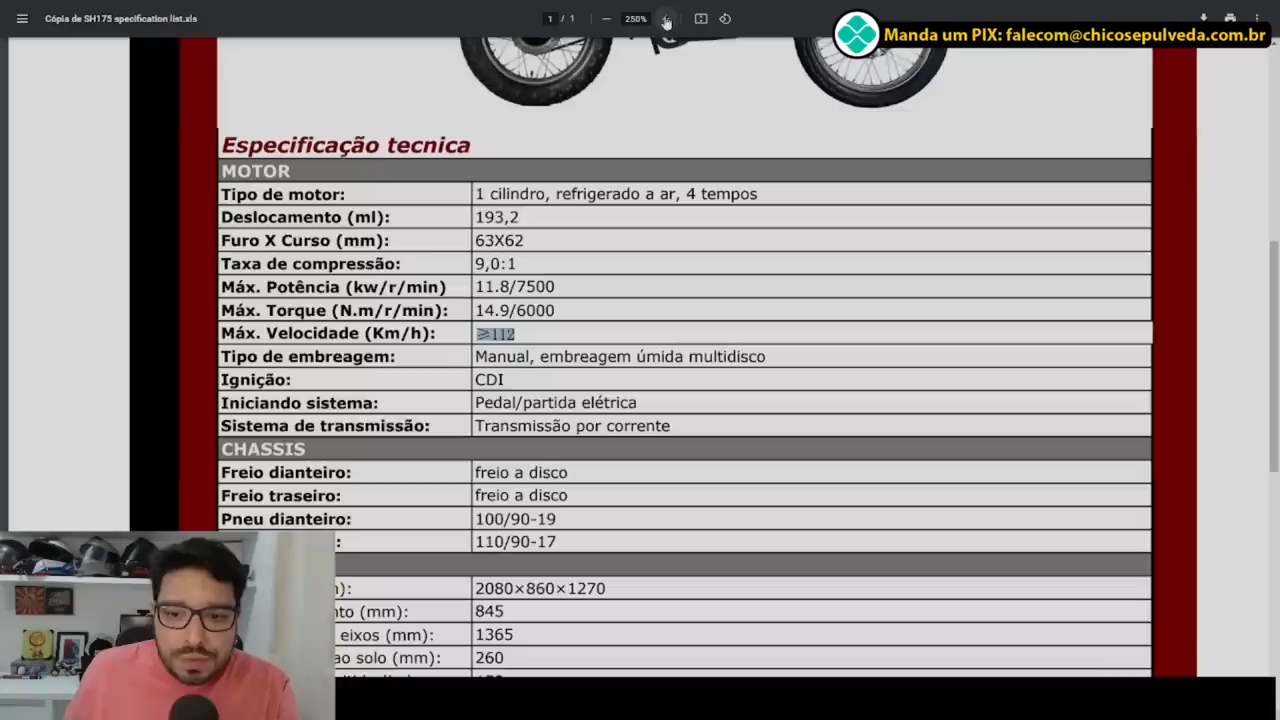 Cópia de SH175 specification list.xls
1 / 1
250%
Manda um PIX: falecom@chicosepulveda.com.br
Especificação tecnica
MOTOR
Tipo de motor: 1 cilindro, refrigerado a ar, 4 tempos
Deslocamento (ml): 193,2
Furo X Curso (mm): 63X62
Taxa de compressão: 9,0:1
Máx. Potência (kw/r/min) 11.8/7500
Máx. Torque (N.m/r/min): 14.9/6000
Máx. Velocidade (Km/h): ≥112
Tipo de embreagem: Manual, embreagem úmida multidisco
Ignição: CDI
Iniciando sistema: Pedal/partida elétrica
Sistema de transmissão: Transmissão por corrente
CHASSIS
Freio dianteiro: freio a disco
Freio traseiro: freio a disco
Pneu dianteiro: 100/90-19
: 110/90-17
): 2080×860×1270
(mm): 845
eixos (mm): 1365
ao solo (mm): 260